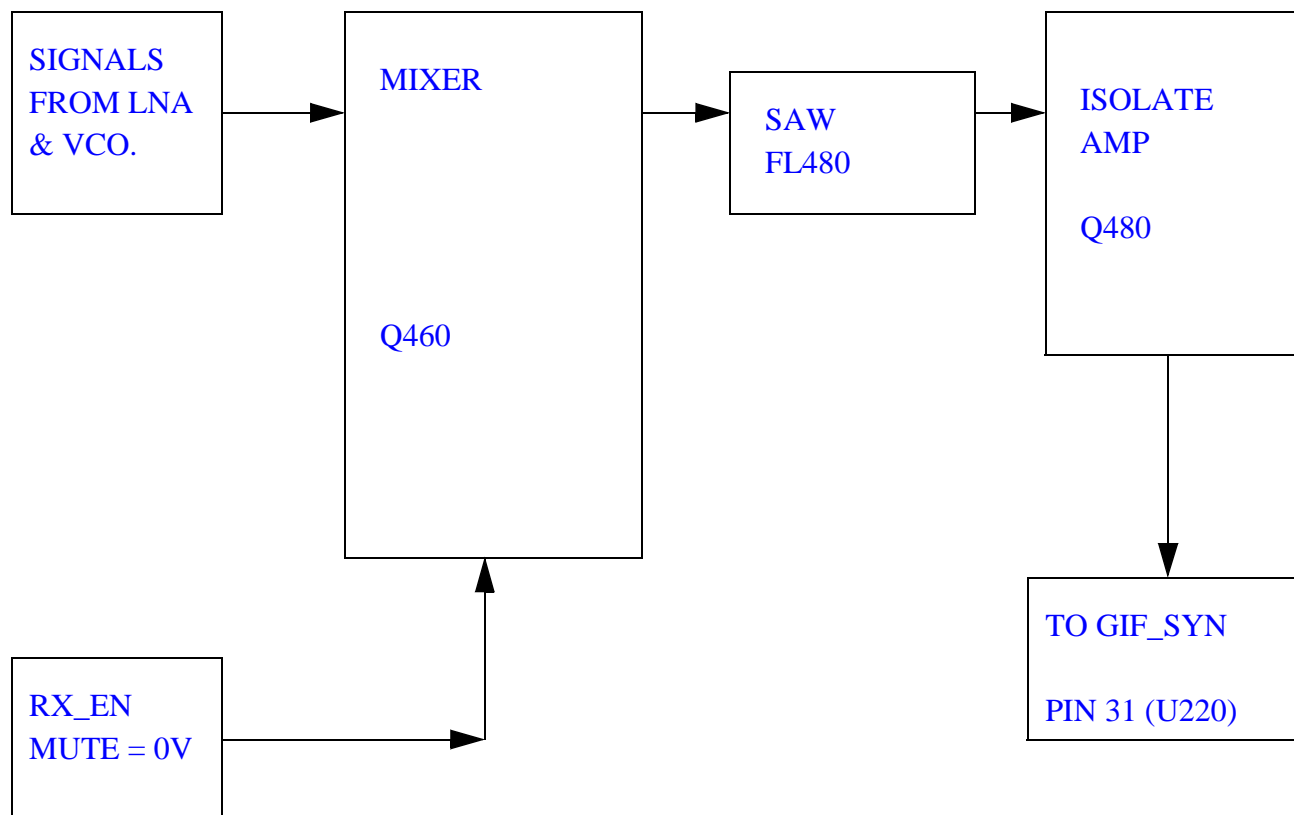 SIGNALS
FROM LNA
& VCO.
MIXER
Q460
SAW
FL480
ISOLATE
AMP
Q480
TO GIF_SYN
PIN 31 (U220)
RX_EN
MUTE = 0V